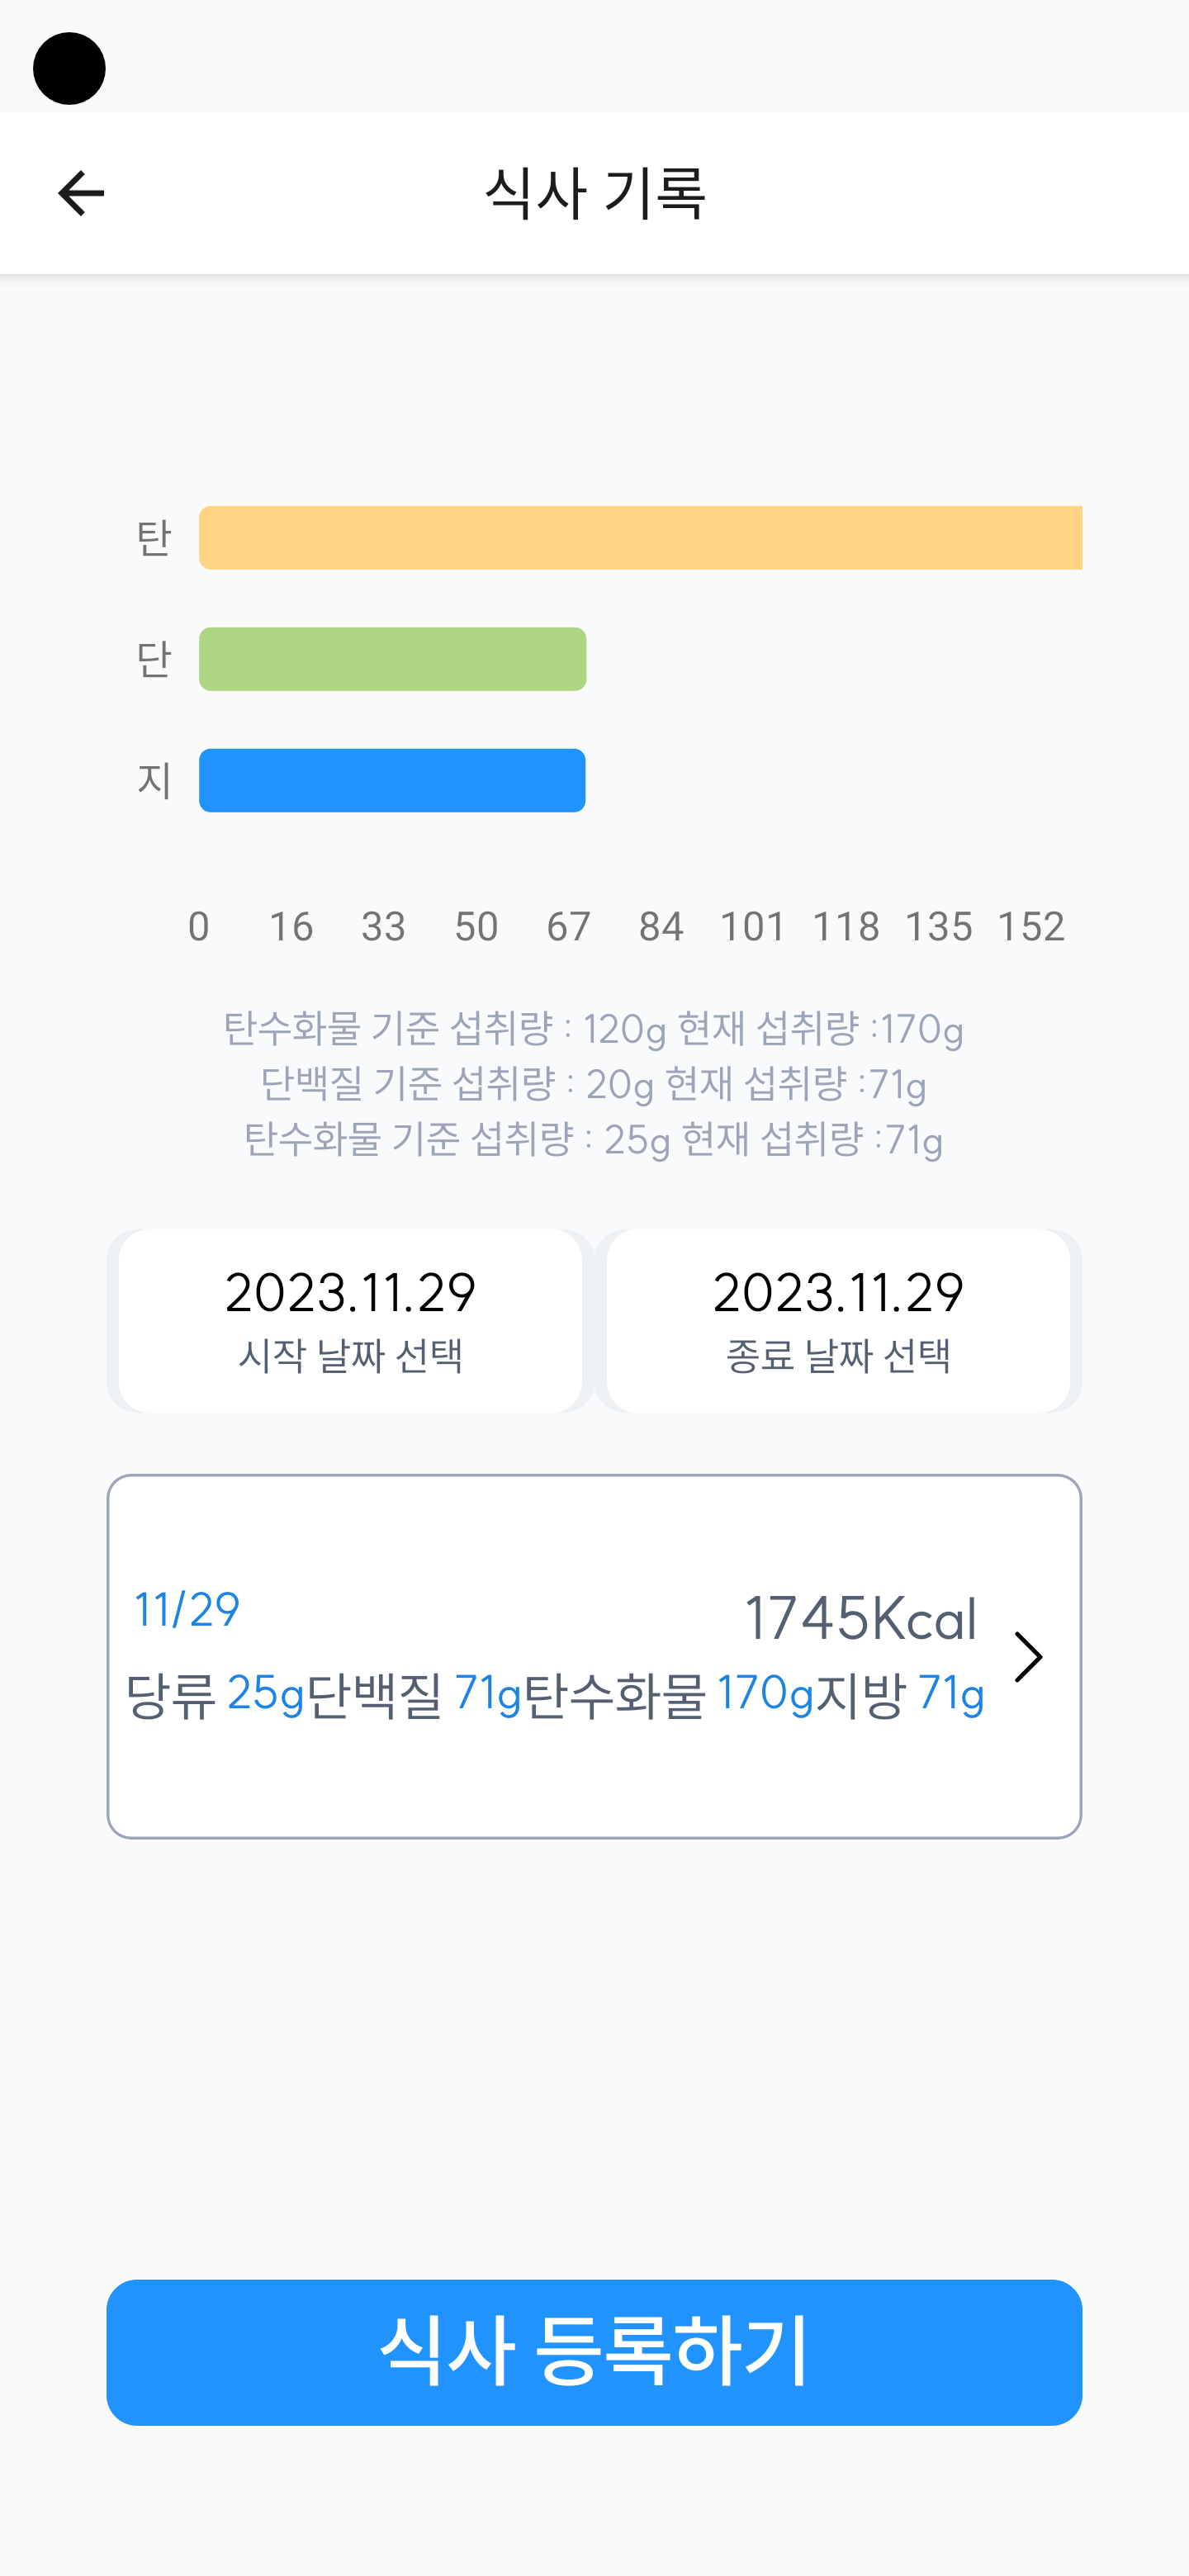 식사 기록
탄
단
지
0 16 33 50 67 84 101 118 135 152
탄수화물 기준 섭취량 : 120g 현재 섭취량 :170g
단백질 기준 섭취량 : 20g 현재 섭취량 :71g
탄수화물 기준 섭취량 : 25g 현재 섭취량 :71g
2023.11.29
시작 날짜 선택
2023.11.29
종료 날짜 선택
11/29 1745Kcal
당류 25g단백질 71g탄수화물 170g지방 71g
식사 등록하기